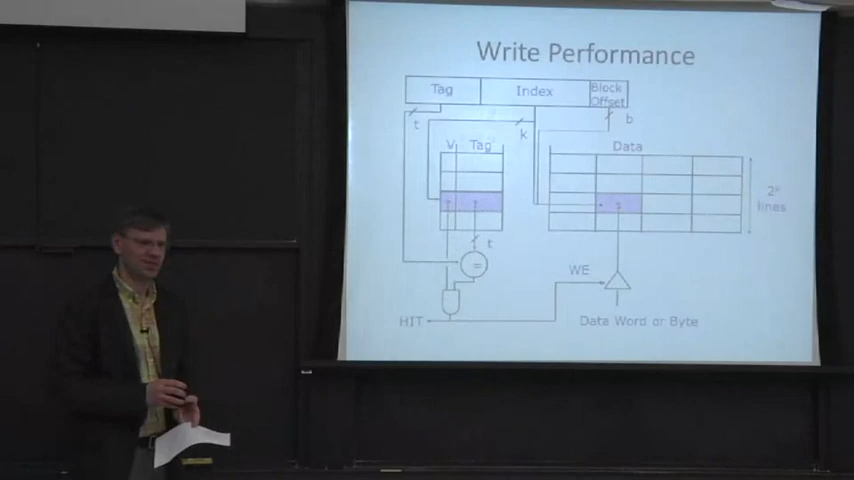 Write Performance
Tag Index Block Offset
t k b
V Tag Data
2ᵏ lines
t
=
WE
HIT Data Word or Byte